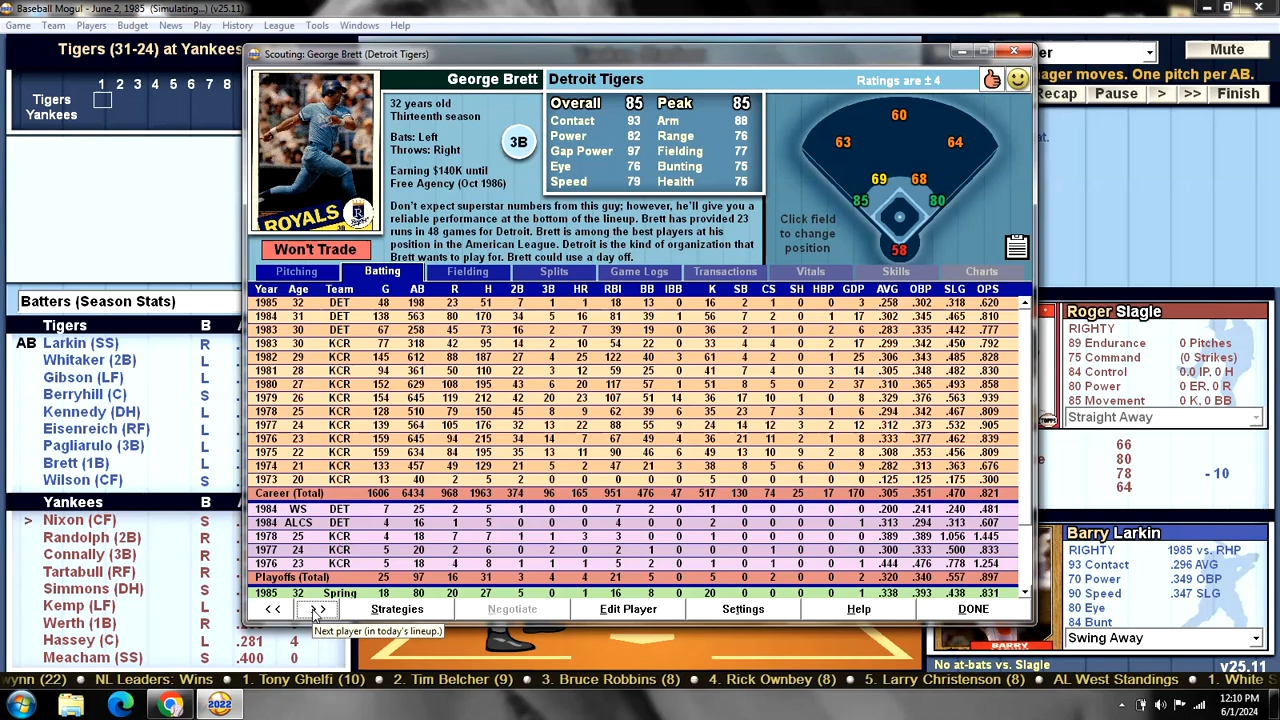 Baseball Mogul - June 2, 1985 (Simulating...) (v25.11)
Game Team Players Budget News Play History League Tools Windows Help
Tigers (31-24) at Yankees
1 2 3 4 5 6 7 8
Tigers
Yankees
Mute
nager moves. One pitch per AB.
ecap Pause > >> Finish
Scouting: George Brett (Detroit Tigers)
George Brett Detroit Tigers Ratings are ± 4
ROYALS
32 years old
Thirteenth season
Bats: Left
Throws: Right
Earning $140K until
Free Agency (Oct 1986)
3B
Overall 85 Peak 85
Contact 93 Arm 88
Power 82 Range 76
Gap Power 97 Fielding 77
Eye 76 Bunting 75
Speed 79 Health 75
Don't expect superstar numbers from this guy; however, he'll give you a
reliable performance at the bottom of the lineup. Brett has provided 23
runs in 48 games for Detroit. Brett is among the best players at his
position in the American League. Detroit is the kind of organization that
Brett wants to play for. Brett could use a day off.
Won't Trade
60
63 64
69 68
85 80
58
Click field
to change
position
Pitching Batting Fielding Splits Game Logs Transactions Vitals Skills Charts
Year Age Team G AB R H 2B 3B HR RBI BB IBB K SB CS SH HBP GDP AVG OBP SLG OPS
1985 32 DET 48 198 23 51 7 1 1 18 13 0 16 2 1 0 0 3 .258 .302 .318 .620
1984 31 DET 138 563 80 170 34 5 16 81 39 1 56 7 2 0 1 17 .302 .345 .465 .810
1983 30 DET 67 258 45 73 16 2 7 39 19 0 36 2 1 0 2 6 .283 .335 .442 .777
1983 30 KCR 77 318 42 95 14 2 10 54 22 0 33 4 4 0 2 17 .299 .342 .450 .792
1982 29 KCR 145 612 88 187 27 4 25 122 40 3 61 4 2 0 1 25 .306 .343 .485 .828
1981 28 KCR 94 361 50 110 22 3 12 59 25 0 41 7 4 0 3 14 .305 .348 .482 .830
1980 27 KCR 152 629 108 195 43 6 20 117 57 1 51 8 5 0 2 37 .310 .365 .493 .858
1979 26 KCR 154 645 119 212 42 20 23 107 51 14 36 17 10 1 0 8 .329 .376 .563 .939
1978 25 KCR 128 510 79 150 45 8 9 62 39 6 35 23 7 3 1 6 .294 .342 .467 .809
1977 24 KCR 139 564 105 176 32 13 22 88 55 9 24 14 12 3 2 12 .312 .373 .532 .905
1976 23 KCR 159 645 94 215 34 14 7 67 49 4 36 21 11 2 1 8 .333 .377 .462 .839
1975 22 KCR 159 634 84 195 35 13 11 90 46 6 49 13 10 9 2 8 .308 .353 .456 .809
1974 21 KCR 133 457 49 129 21 5 2 47 21 3 38 8 5 6 0 9 .282 .313 .363 .676
1973 20 KCR 13 40 2 5 2 0 0 0 0 0 5 0 0 1 0 0 .125 .125 .175 .300
Career (Total) 1606 6434 968 1963 374 96 165 951 476 47 517 130 74 25 17 170 .305 .351 .470 .821
1984 WS DET 7 25 2 5 1 0 0 7 2 0 1 0 0 0 0 0 .200 .241 .240 .481
1984 ALCS DET 4 16 1 5 0 0 0 4 0 0 2 0 0 0 0 1 .313 .294 .313 .607
1978 25 KCR 4 18 7 7 1 1 3 3 0 0 1 0 0 0 0 0 .389 .389 1.056 1.445
1977 24 KCR 5 20 2 6 0 2 0 2 1 0 0 0 1 0 0 0 .300 .333 .500 .833
1976 23 KCR 5 18 4 8 1 1 1 5 2 0 1 0 1 0 0 0 .444 .476 .778 1.254
Playoffs (Total) 25 97 16 31 3 4 4 21 5 0 5 0 2 0 0 1 .320 .340 .557 .897
1985 32 Spring 18 80 20 27 5 0 1 16 8 0 9 2 0 0 0 1 .338 .393 .438 .831
<< >> Strategies Negotiate Edit Player Settings Help DONE
Next player (in today's lineup.)
Batters (Season Stats)
Tigers B
AB Larkin (SS) R
Whitaker (2B) L
Gibson (LF) L
Berryhill (C) S
Kennedy (DH) L
Eisenreich (RF) L
Pagliarulo (3B) L
Brett (1B) L
Wilson (CF) S
Yankees B
> Nixon (CF) S
Randolph (2B) R
Connally (3B) S
Tartabull (RF) R
Simmons (DH) S
Kemp (LF) L
Werth (1B) R
Hassey (C) L .281 4
Meacham (SS) S .400 0
Roger Slagle
RIGHTY
89 Endurance 0 Pitches
75 Command (0 Strikes)
84 Control 0.0 IP, 0 H
80 Power 0 ER, 0 R
85 Movement 0 K, 0 BB
Straight Away
66
80
78 - 10
64
Barry Larkin
RIGHTY 1985 vs. RHP
93 Contact .296 AVG
70 Power .349 OBP
90 Speed .347 SLG
80 Eye
84 Bunt
Swing Away
BARRY
No at-bats vs. Slagle v25.11
wynn (22) NL Leaders: Wins 1. Tony Ghelfi (10) 2. Tim Belcher (9) 3. Bruce Robbins (8) 4. Rick Ownbey (8) 5. Larry Christenson (8) AL West Standings 1. White S
2022
12:10 PM
6/1/2024